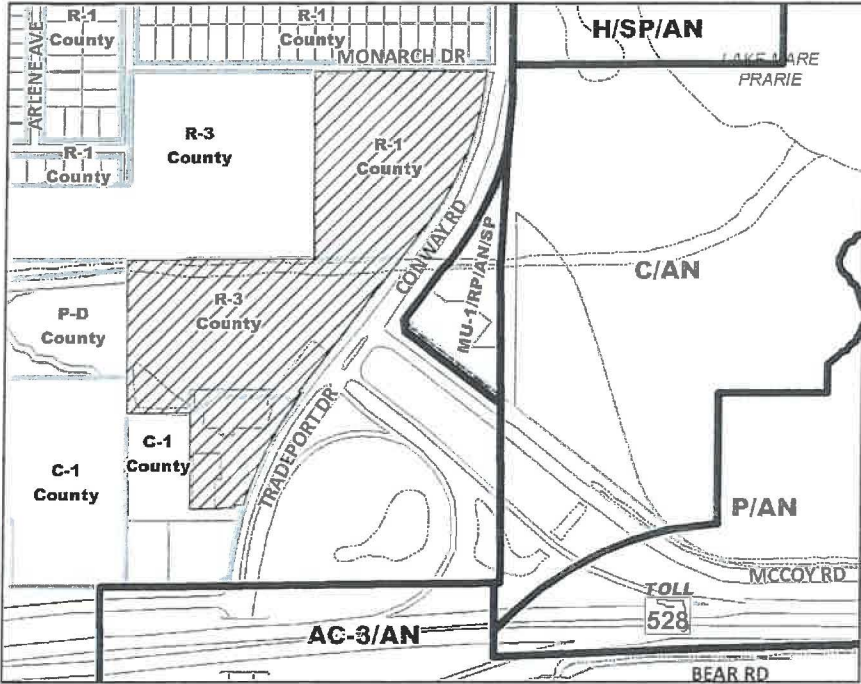 R-1
County
R-1
County
H/SP/AN
MONARCH DR
ARLENE AVE
LAKE MARE
PRARIE
R-3
County
R-1
County
R-1
County
CONWAY RD
MU-1/RP/AN/SP
C/AN
R-3
County
P-D
County
TRADEPORT DR
C-1
County
C-1
County
P/AN
MCCOY RD
TOLL
528
AC-3/AN
BEAR RD